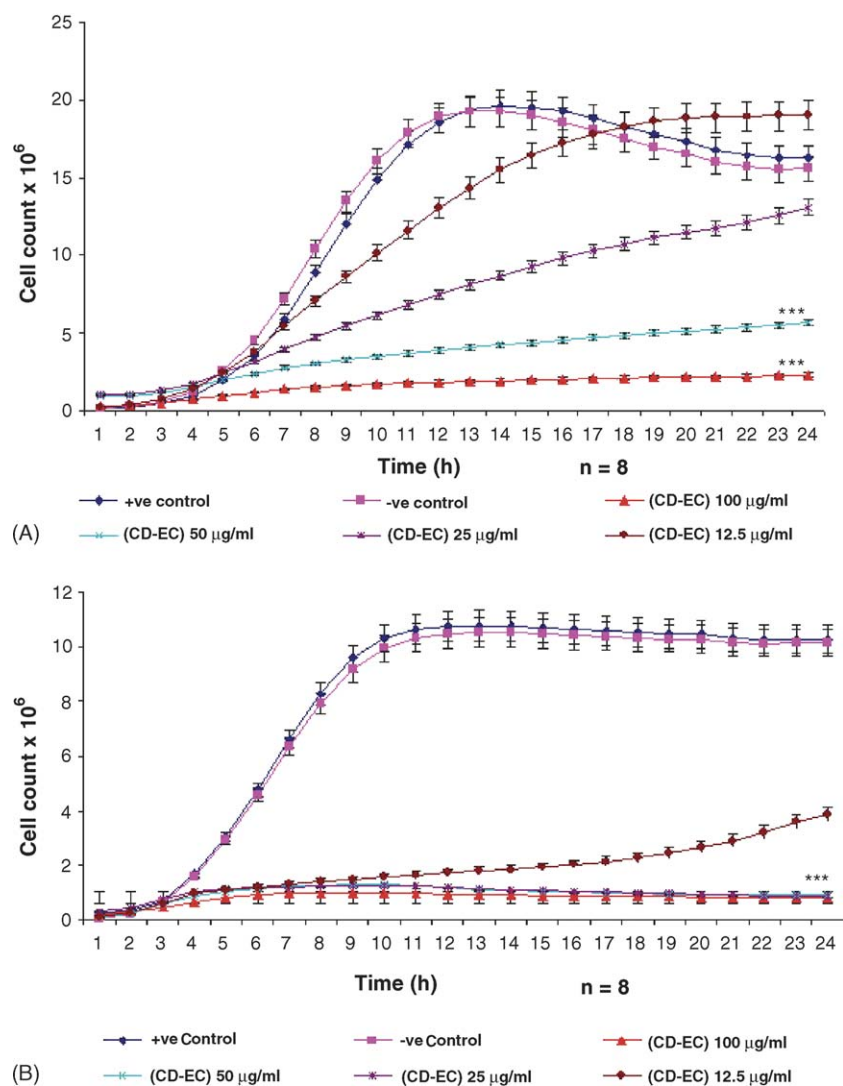 25
20
15
10
5
0
Cell count x 10⁶
***
***
1 2 3 4 5 6 7 8 9 10 11 12 13 14 15 16 17 18 19 20 21 22 23 24
Time (h) n = 8
+ve control -ve control (CD-EC) 100 µg/ml
(A) (CD-EC) 50 µg/ml (CD-EC) 25 µg/ml (CD-EC) 12.5 µg/ml
12
10
8
6
4
2
0
Cell count x 10⁶
***
1 2 3 4 5 6 7 8 9 10 11 12 13 14 15 16 17 18 19 20 21 22 23 24
Time (h) n = 8
+ve Control -ve Control (CD-EC) 100 µg/ml
(B) (CD-EC) 50 µg/ml (CD-EC) 25 µg/ml (CD-EC) 12.5 µg/ml